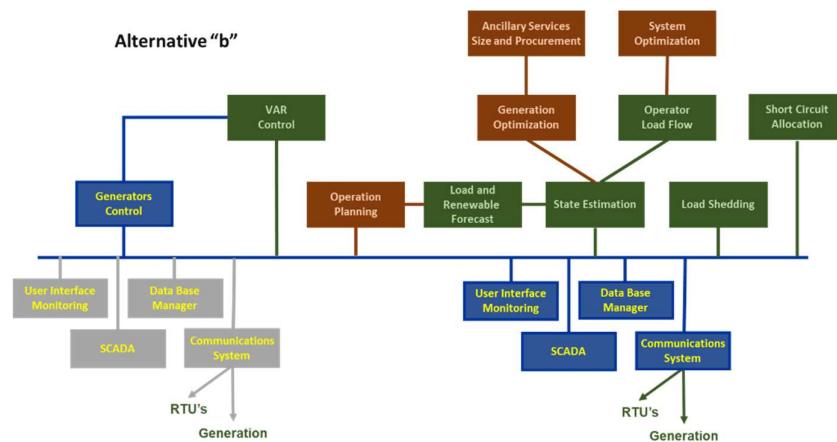 Alternative “b”
Ancillary Services
Size and Procurement
System
Optimization
VAR
Control
Generation
Optimization
Operator
Load Flow
Short Circuit
Allocation
Generators
Control
Operation
Planning
Load and
Renewable
Forecast
State Estimation
Load Shedding
User Interface
Monitoring
Data Base
Manager
SCADA
Communications
System
RTU's
Generation
User Interface
Monitoring
Data Base
Manager
SCADA
Communications
System
RTU's
Generation